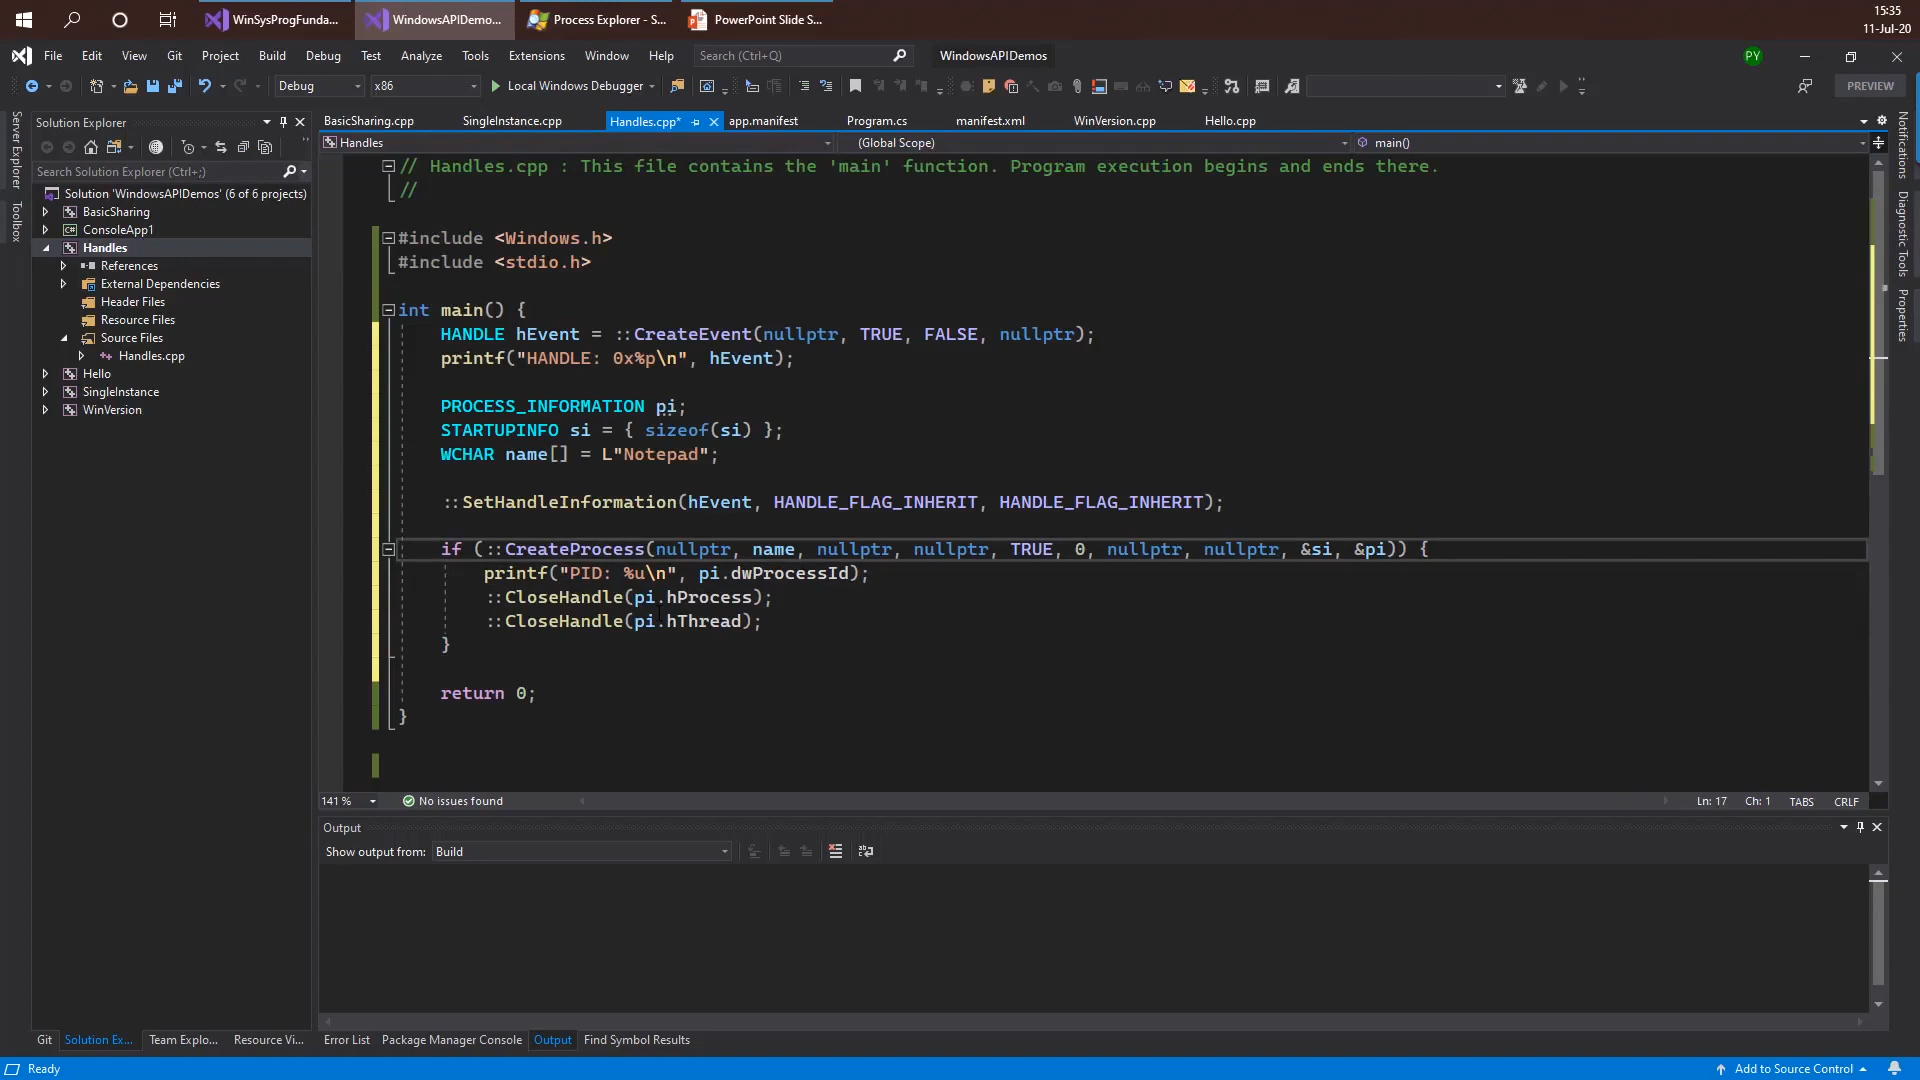 WinSysProgFunda... WindowsAPIDemo... Process Explorer - S... PowerPoint Slide S... 15:35
11-Jul-20
File Edit View Git Project Build Debug Test Analyze Tools Extensions Window Help Search (Ctrl+Q) WindowsAPIDemos PY
Debug x86 Local Windows Debugger PREVIEW
Solution Explorer
Search Solution Explorer (Ctrl+;)
Solution 'WindowsAPIDemos' (6 of 6 projects)
BasicSharing
ConsoleApp1
Handles
References
External Dependencies
Header Files
Resource Files
Source Files
Handles.cpp
Hello
SingleInstance
WinVersion
Server Explorer
Toolbox
BasicSharing.cpp SingleInstance.cpp Handles.cpp* app.manifest Program.cs manifest.xml WinVersion.cpp Hello.cpp
Handles (Global Scope) main()
// Handles.cpp : This file contains the 'main' function. Program execution begins and ends there.
//
#include <Windows.h>
#include <stdio.h>
int main() {
HANDLE hEvent = ::CreateEvent(nullptr, TRUE, FALSE, nullptr);
printf("HANDLE: 0x%p\n", hEvent);
PROCESS_INFORMATION pi;
STARTUPINFO si = { sizeof(si) };
WCHAR name[] = L"Notepad";
::SetHandleInformation(hEvent, HANDLE_FLAG_INHERIT, HANDLE_FLAG_INHERIT);
if (::CreateProcess(nullptr, name, nullptr, nullptr, TRUE, 0, nullptr, nullptr, &si, &pi)) {
printf("PID: %u\n", pi.dwProcessId);
::CloseHandle(pi.hProcess);
::CloseHandle(pi.hThread);
}
return 0;
}
141 % No issues found Ln: 17 Ch: 1 TABS CRLF
Notifications
Diagnostic Tools
Properties
Output
Show output from: Build
Git Solution Ex... Team Explo... Resource Vi... Error List Package Manager Console Output Find Symbol Results
Ready Add to Source Control